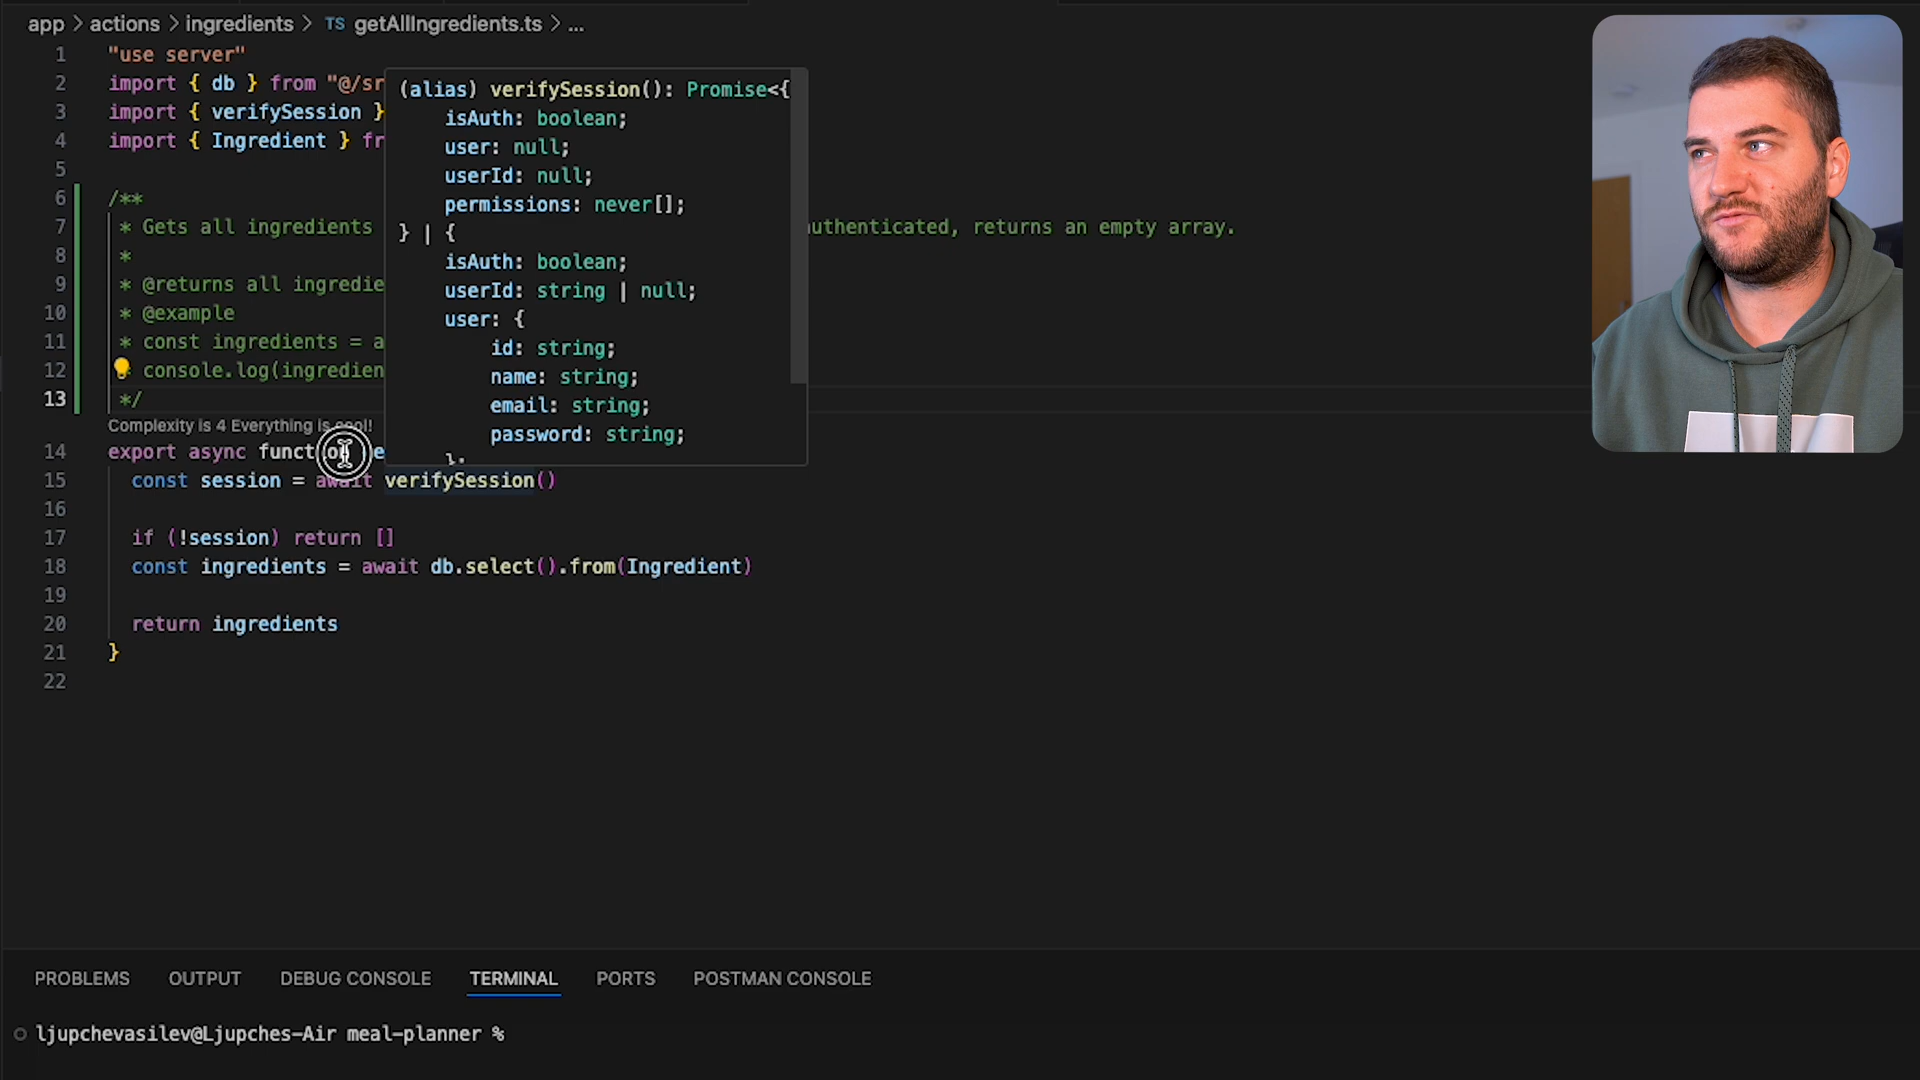 app > actions > ingredients > TS getAllIngredients.ts > ...
1 "use server"
2 import { db } from "@/sr
3 import { verifySession }
4 import { Ingredient } fr
5
6 /**
7 * Gets all ingredients uthenticated, returns an empty array.
8 *
9 * @returns all ingredie
10 * @example
11 * const ingredients = a
12 console.log(ingredien
13 */
Complexity is 4 Everything is cool!
14 export async function e
15 const session = await verifySession()
16
17 if (!session) return []
18 const ingredients = await db.select().from(Ingredient)
19
20 return ingredients
21 }
22
(alias) verifySession(): Promise<{
isAuth: boolean;
user: null;
userId: null;
permissions: never[];
} | {
isAuth: boolean;
userId: string | null;
user: {
id: string;
name: string;
email: string;
password: string;
};
PROBLEMS OUTPUT DEBUG CONSOLE TERMINAL PORTS POSTMAN CONSOLE
ljupchevasilev@Ljupches-Air meal-planner %